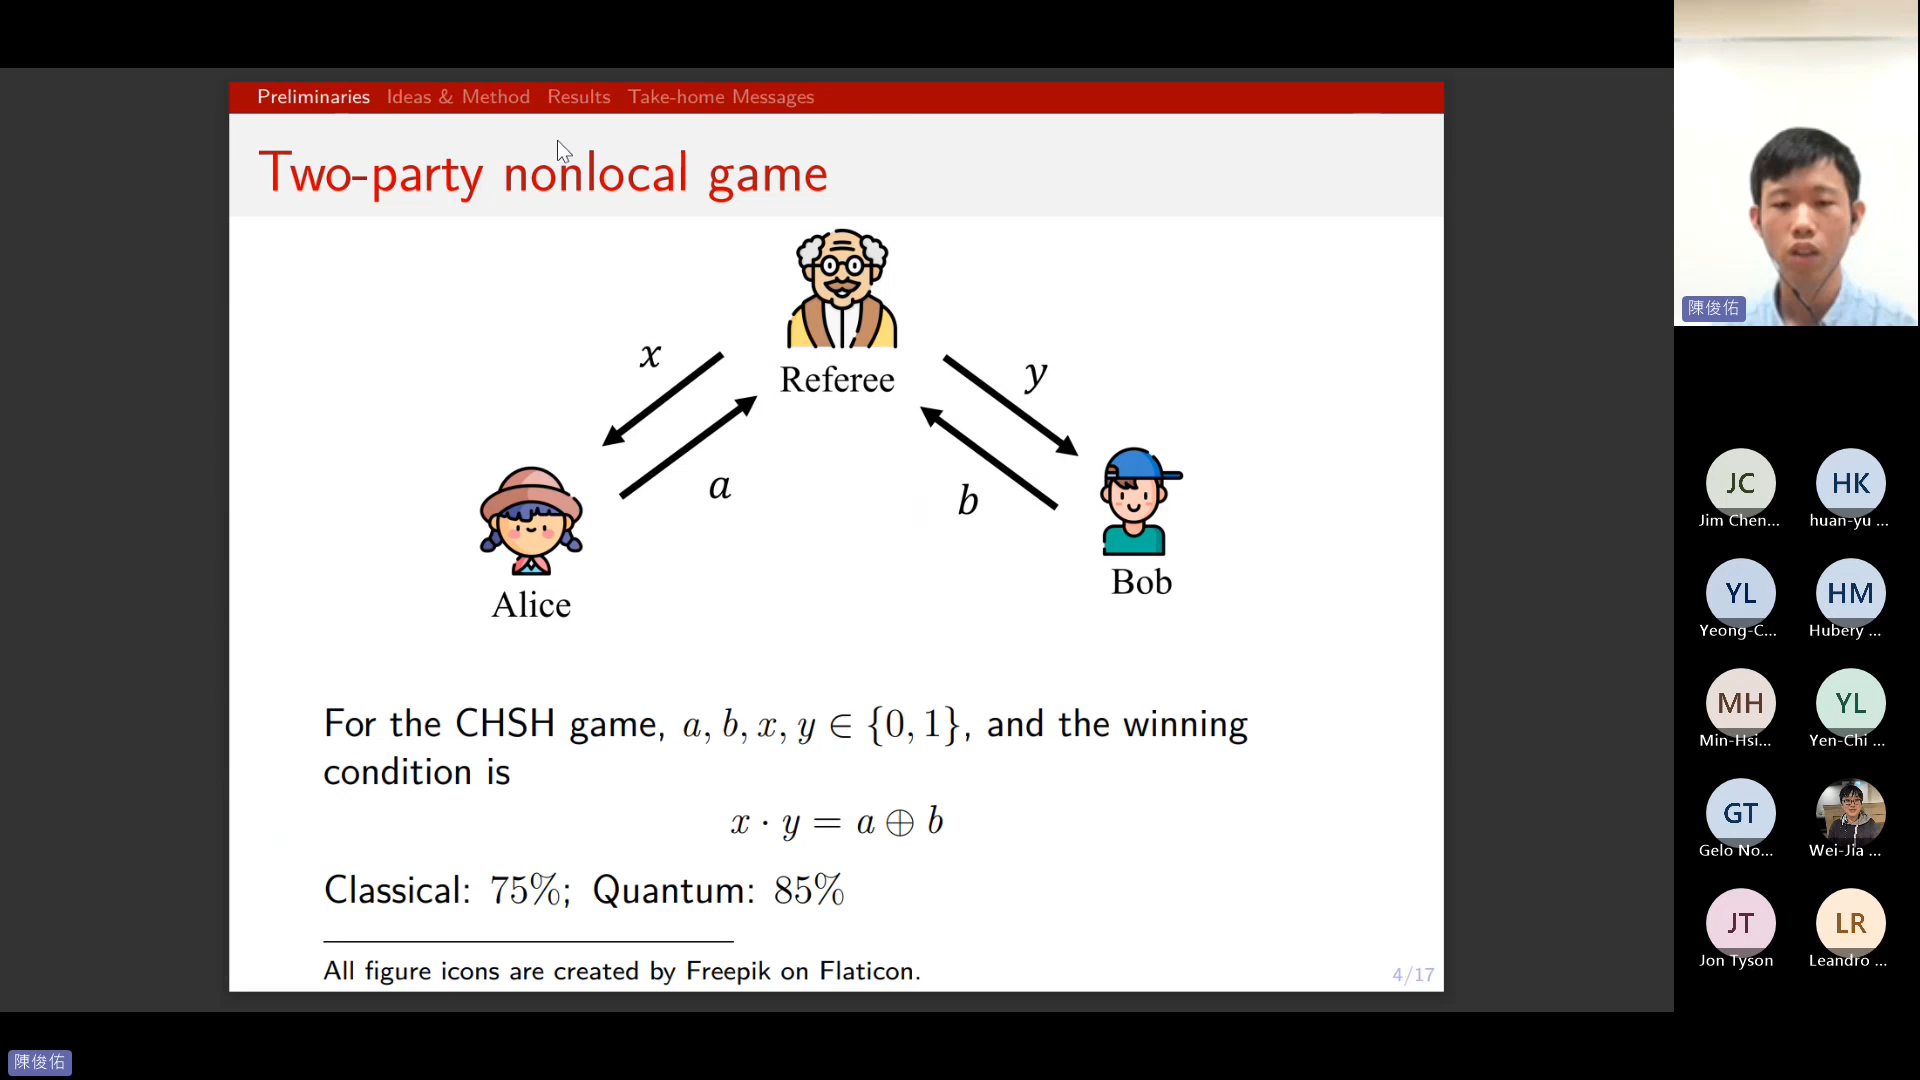 Preliminaries Ideas & Method Results Take-home Messages
Two-party nonlocal game
x
y
Referee
a
b
Alice
Bob
For the CHSH game, a, b, x, y ∈ {0, 1}, and the winning
condition is
x · y = a ⊕ b
Classical: 75%; Quantum: 85%
All figure icons are created by Freepik on Flaticon.
4/17
陳俊佑
JC
Jim Chen...
HK
huan-yu ...
YL
Yeong-C...
HM
Hubery ...
MH
Min-Hsi...
YL
Yen-Chi ...
GT
Gelo No...
Wei-Jia ...
JT
Jon Tyson
LR
Leandro ...
陳俊佑